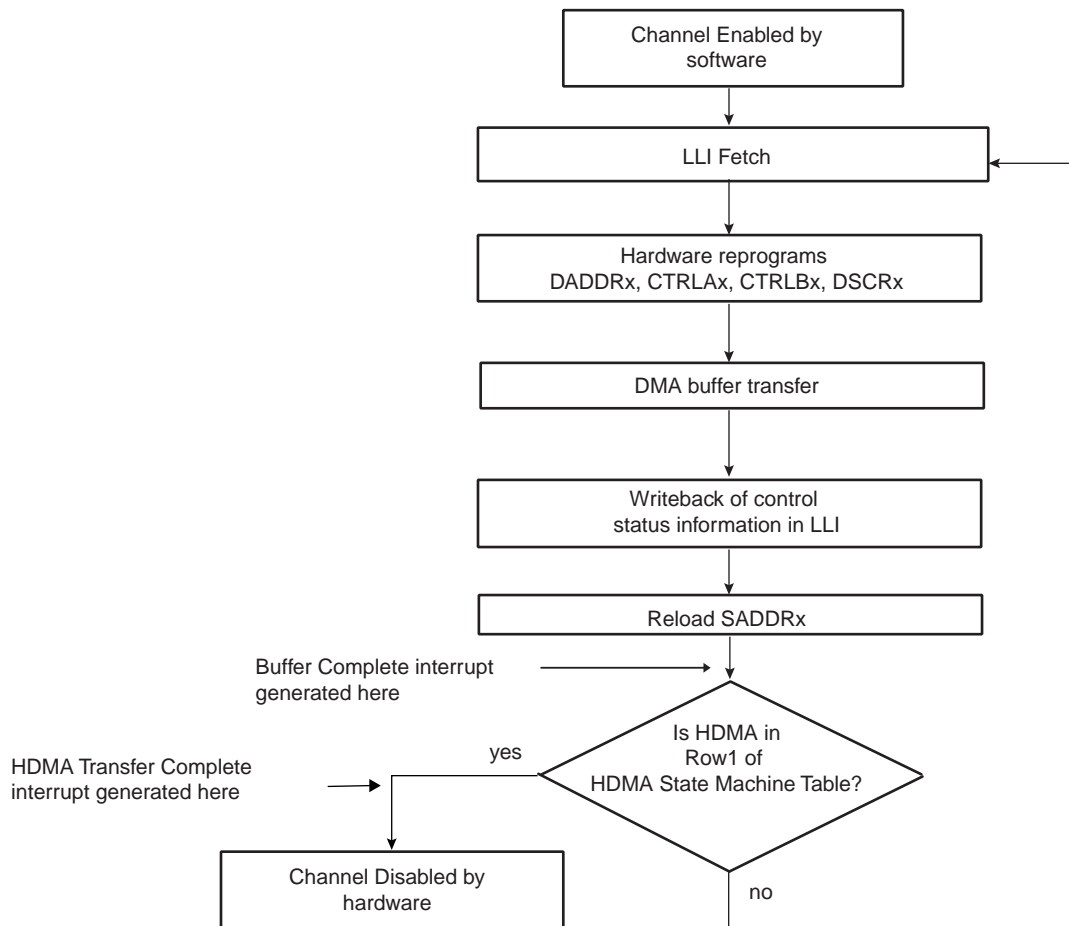 Channel Enabled by
software
LLI Fetch
Hardware reprograms
DADDRx, CTRLAx, CTRLBx, DSCRx
DMA buffer transfer
Writeback of control
status information in LLI
Reload SADDRx
Buffer Complete interrupt
generated here
Is HDMA in
Row1 of
HDMA State Machine Table?
yes
HDMA Transfer Complete
interrupt generated here
Channel Disabled by
hardware
no